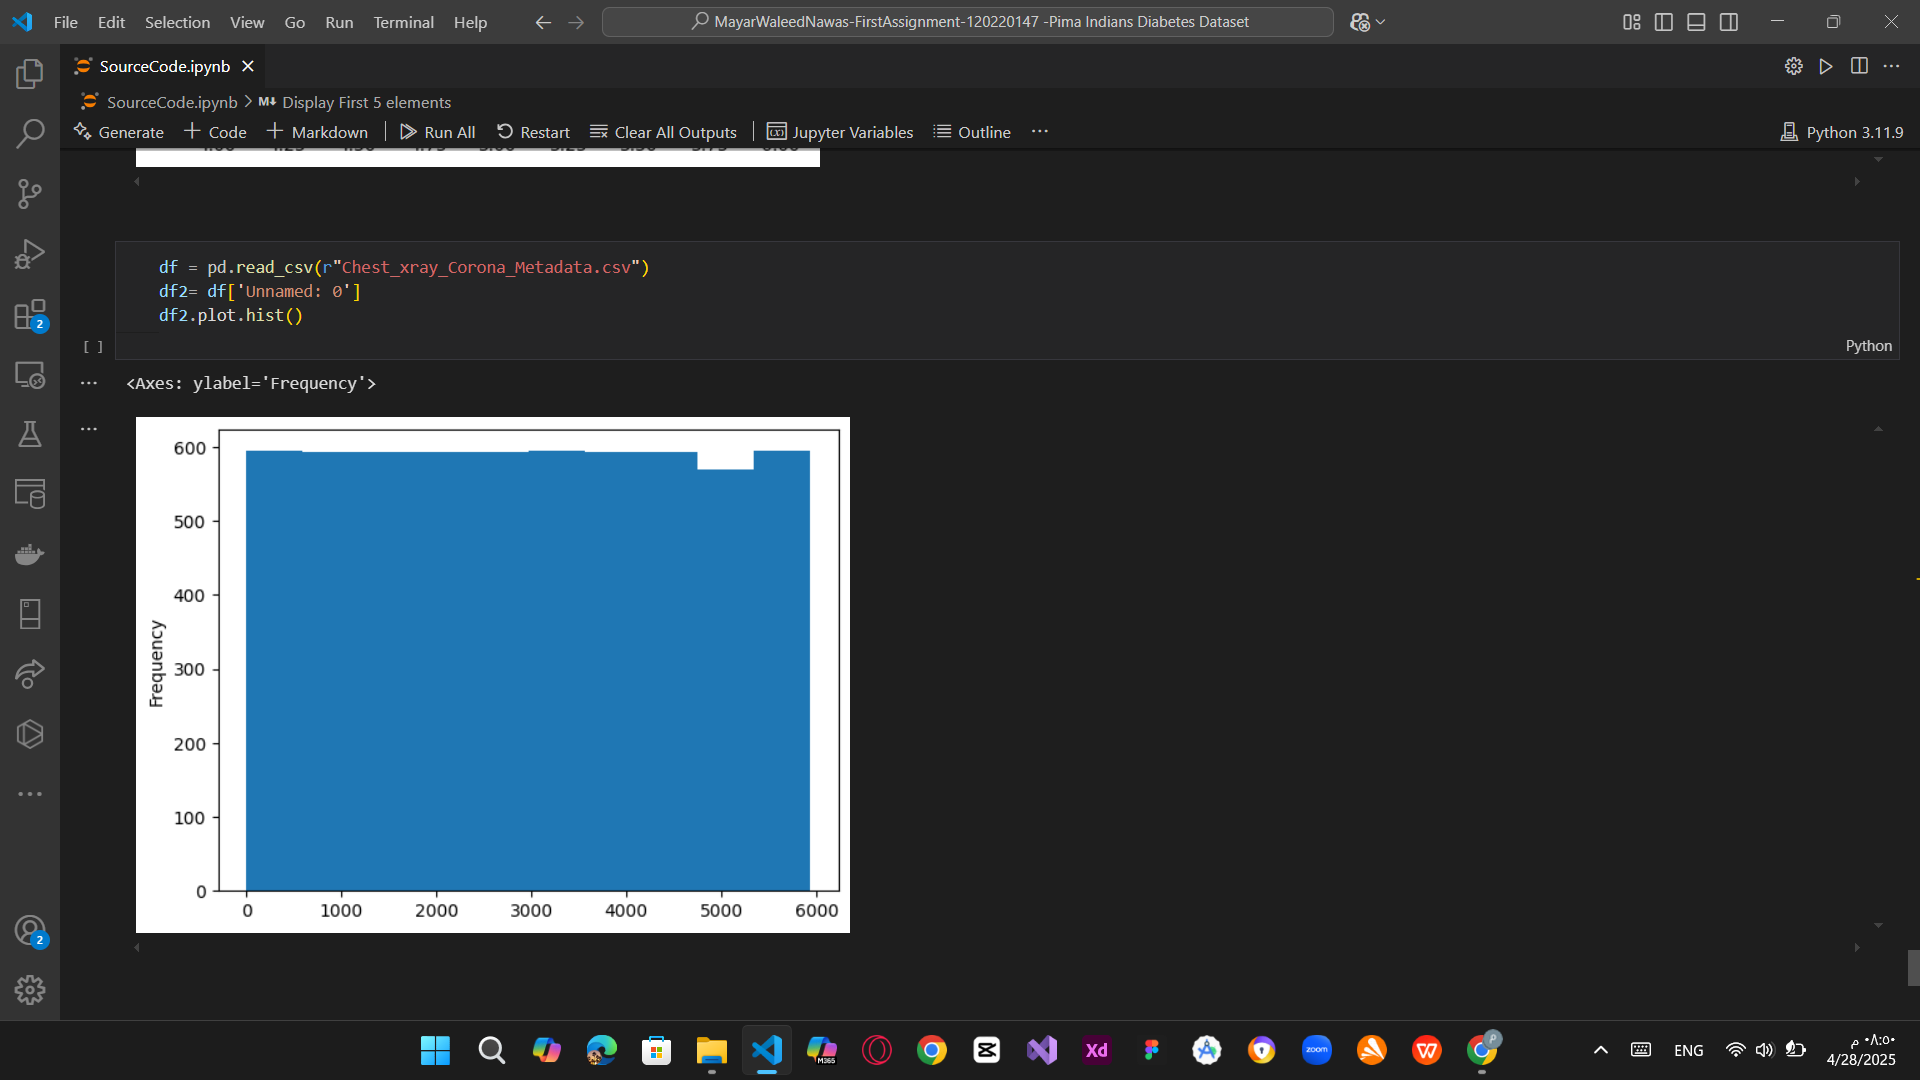 File Edit Selection View Go Run Terminal Help
MayarWaleedNawas-FirstAssignment-120220147 -Pima Indians Diabetes Dataset
SourceCode.ipynb
SourceCode.ipynb > M↓ Display First 5 elements
Generate + Code + Markdown Run All Restart Clear All Outputs Jupyter Variables Outline ... Python 3.11.9
df = pd.read_csv(r"Chest_xray_Corona_Metadata.csv")
df2= df['Unnamed: 0']
df2.plot.hist()
[ ]
Python
<Axes: ylabel='Frequency'>
600
500
400
300
200
100
0
Frequency
0 1000 2000 3000 4000 5000 6000
2
2
M365
Xd
zoom
P
ENG
٠٨:٥٠ م
4/28/2025